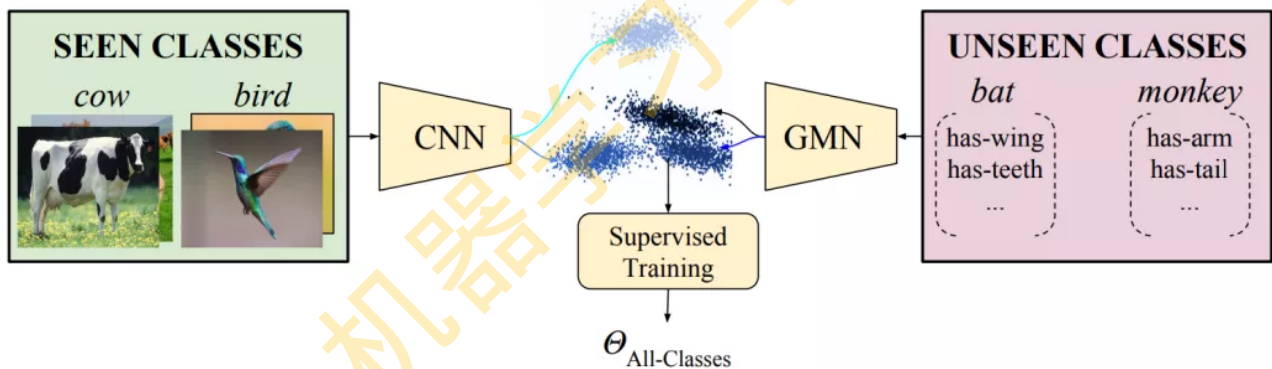 SEEN CLASSES
cow
bird
CNN
GMN
UNSEEN CLASSES
bat
monkey
has-wing
has-teeth
...
has-arm
has-tail
...
Supervised
Training
Θ All-Classes
机器学习